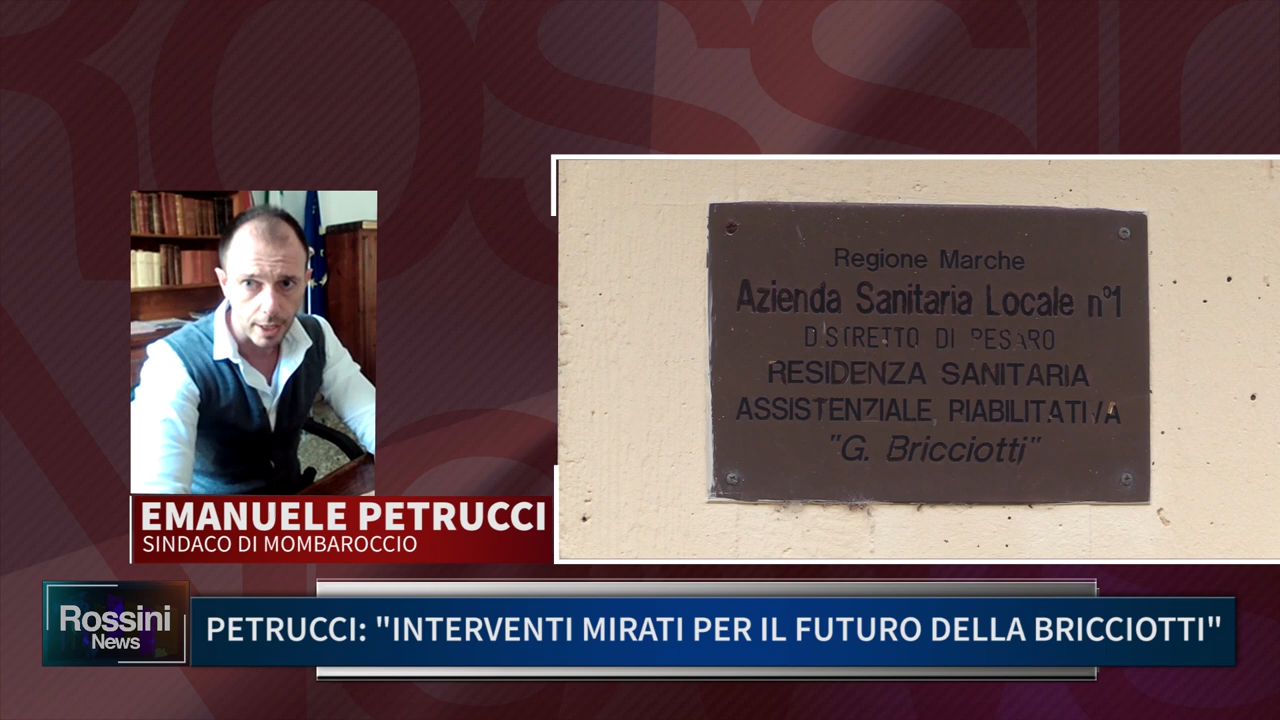 EMANUELE PETRUCCI
SINDACO DI MOMBAROCCIO
Regione Marche
Azienda Sanitaria Locale n°1
DISTRETTO DI PESARO
RESIDENZA SANITARIA
ASSISTENZIALE RIABILITATIVA
"G. Bricciotti"
Rossini
News
PETRUCCI: "INTERVENTI MIRATI PER IL FUTURO DELLA BRICCIOTTI"